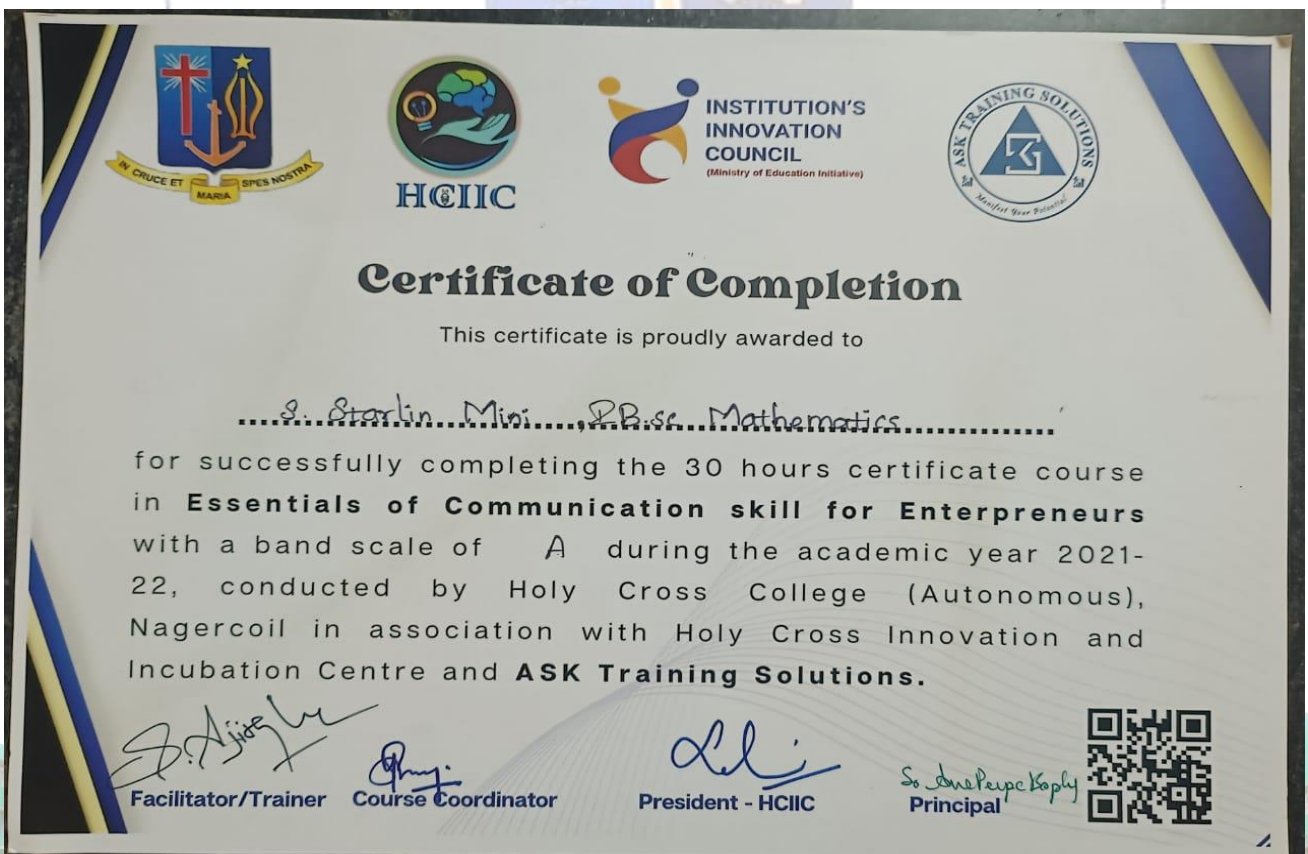 IN CRUCE ET MARIA SPES NOSTRA
HCIIC
INSTITUTION'S
INNOVATION
COUNCIL
(Ministry of Education Initiative)
ASK TRAINING SOLUTIONS
Manifest Your Potential
Certificate of Completion
This certificate is proudly awarded to
S. Starlin Mini, I B.sc Mathematics
for successfully completing the 30 hours certificate course
in Essentials of Communication skill for Enterpreneurs
with a band scale of A during the academic year 2021-
22, conducted by Holy Cross College (Autonomous),
Nagercoil in association with Holy Cross Innovation and
Incubation Centre and ASK Training Solutions.
Facilitator/Trainer Course Coordinator President - HCIIC Principal